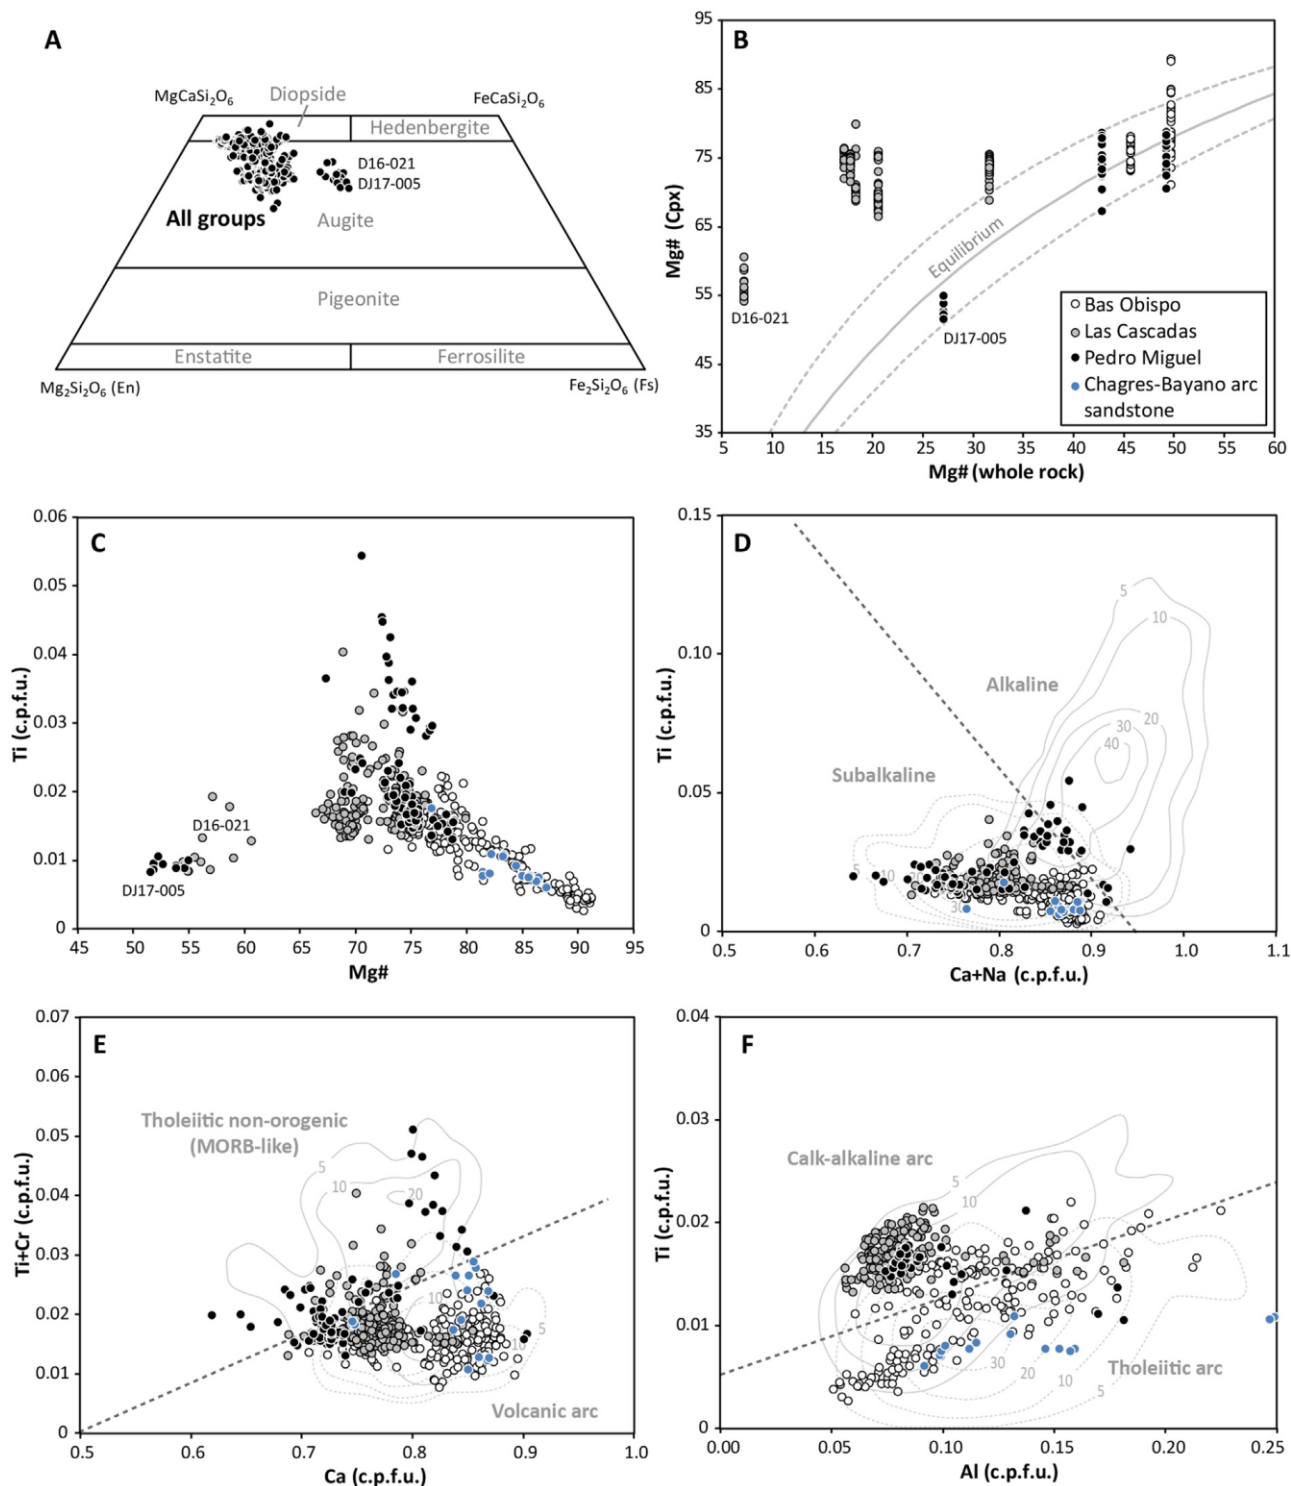 A
MgCaSi₂O₆
Diopside
FeCaSi₂O₆
Hedenbergite
D16-021
DJ17-005
All groups
Augite
Pigeonite
Enstatite
Ferrosilite
Mg₂Si₂O₆ (En)
Fe₂Si₂O₆ (Fs)
B
95
85
75
65
55
45
35
Mg# (Cpx)
Equilibrium
D16-021
DJ17-005
Bas Obispo
Las Cascadas
Pedro Miguel
Chagres-Bayano arc
sandstone
5 10 15 20 25 30 35 40 45 50 55 60
Mg# (whole rock)
C
0.06
0.05
0.04
0.03
0.02
0.01
0
Ti (c.p.f.u.)
D16-021
DJ17-005
45 50 55 60 65 70 75 80 85 90 95
Mg#
D
0.15
0.10
0.05
0
Ti (c.p.f.u.)
5
10
Alkaline
20
30
40
Subalkaline
5
10
30
0.5 0.6 0.7 0.8 0.9 1.0 1.1
Ca+Na (c.p.f.u.)
E
0.07
0.06
0.05
0.04
0.03
0.02
0.01
0
Ti+Cr (c.p.f.u.)
Tholeiitic non-orogenic
(MORB-like)
5
10
20
10
5
10
Volcanic arc
0.5 0.6 0.7 0.8 0.9 1.0
Ca (c.p.f.u.)
F
0.04
0.03
0.02
0.01
0
Ti (c.p.f.u.)
Calk-alkaline arc
5
10
30
20
10
5
Tholeiitic arc
0.00 0.05 0.10 0.15 0.20 0.25
Al (c.p.f.u.)